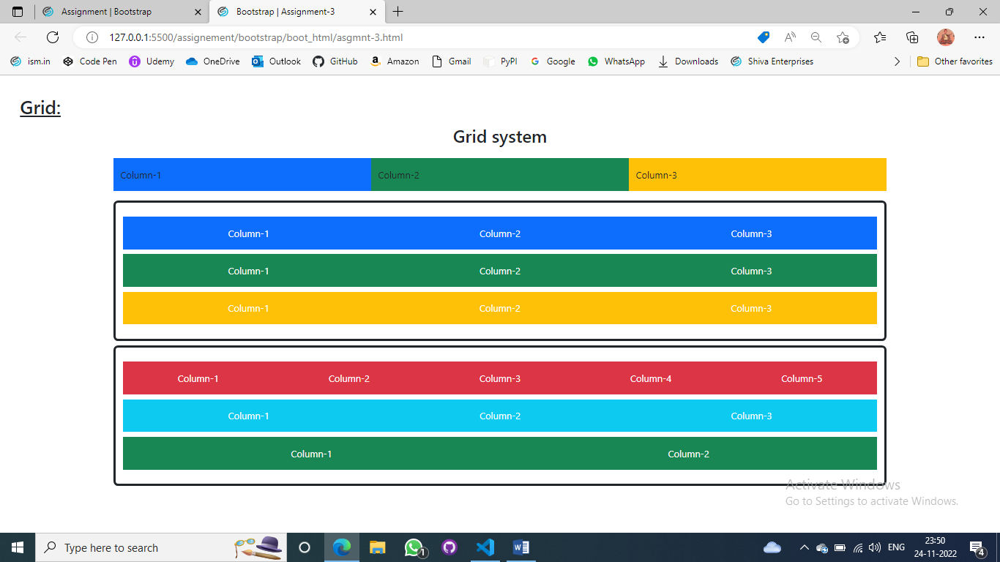 Assignment | Bootstrap
Bootstrap | Assignment-3
127.0.0.1:5500/assignement/bootstrap/boot_html/asgmnt-3.html
ism.in Code Pen Udemy OneDrive Outlook GitHub Amazon Gmail PyPI Google WhatsApp Downloads Shiva Enterprises Other favorites
Grid:
Grid system
Column-1 Column-2 Column-3
Column-1 Column-2 Column-3
Column-1 Column-2 Column-3
Column-1 Column-2 Column-3
Column-1 Column-2 Column-3 Column-4 Column-5
Column-1 Column-2 Column-3
Column-1 Column-2
Activate Windows
Go to Settings to activate Windows.
Type here to search
1
ENG
23:50
24-11-2022
4